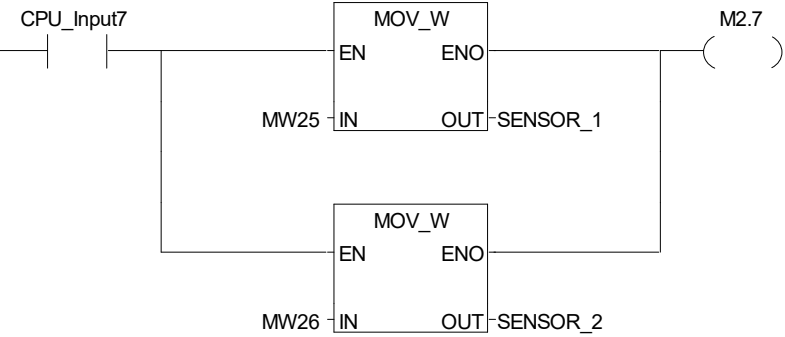 CPU_Input7 MOV_W M2.7
EN ENO
MW25 IN OUT SENSOR_1
MOV_W
EN ENO
MW26 IN OUT SENSOR_2